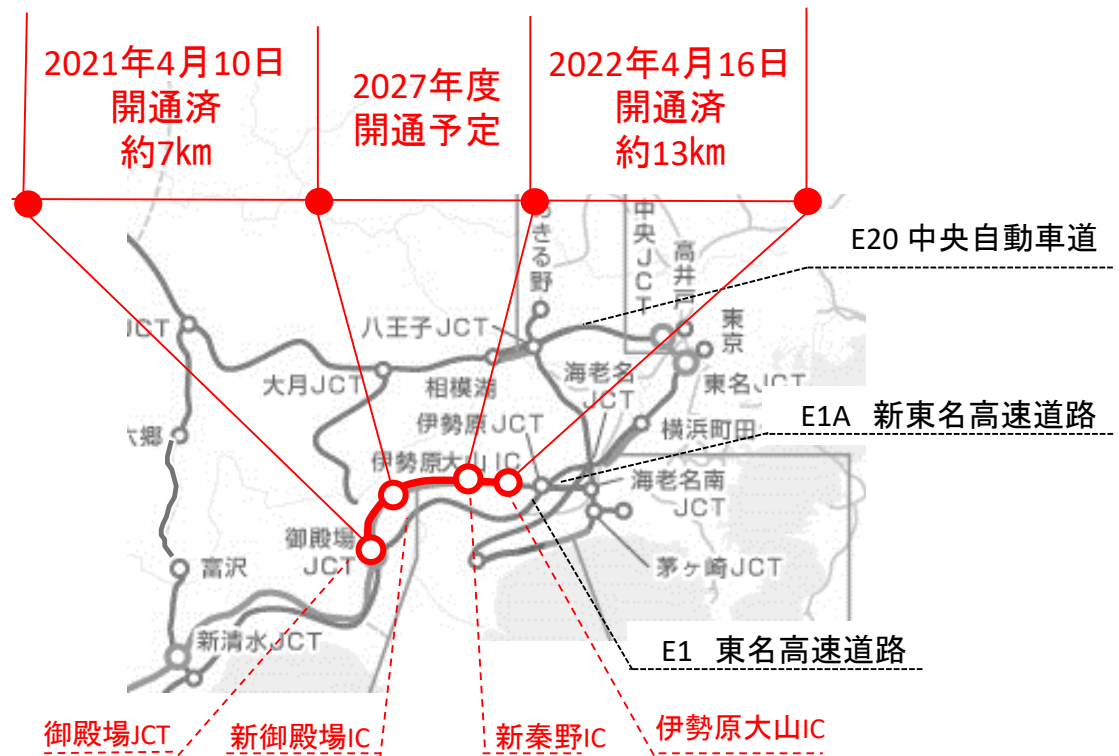 2021年4月10日
開通済
約7㎞
2027年度
開通予定
2022年4月16日
開通済
約13㎞
E20 中央自動車道
中央JCT
高井戸
東京
八王子JCT
大月JCT
相模湖
海老名
JCT
東名JCT
伊勢原JCT
横浜町田
E1A 新東名高速道路
伊勢原大山IC
海老名南
JCT
御殿場
JCT
富沢
茅ヶ崎JCT
新清水JCT
E1 東名高速道路
御殿場JCT
新御殿場IC
新秦野IC
伊勢原大山IC